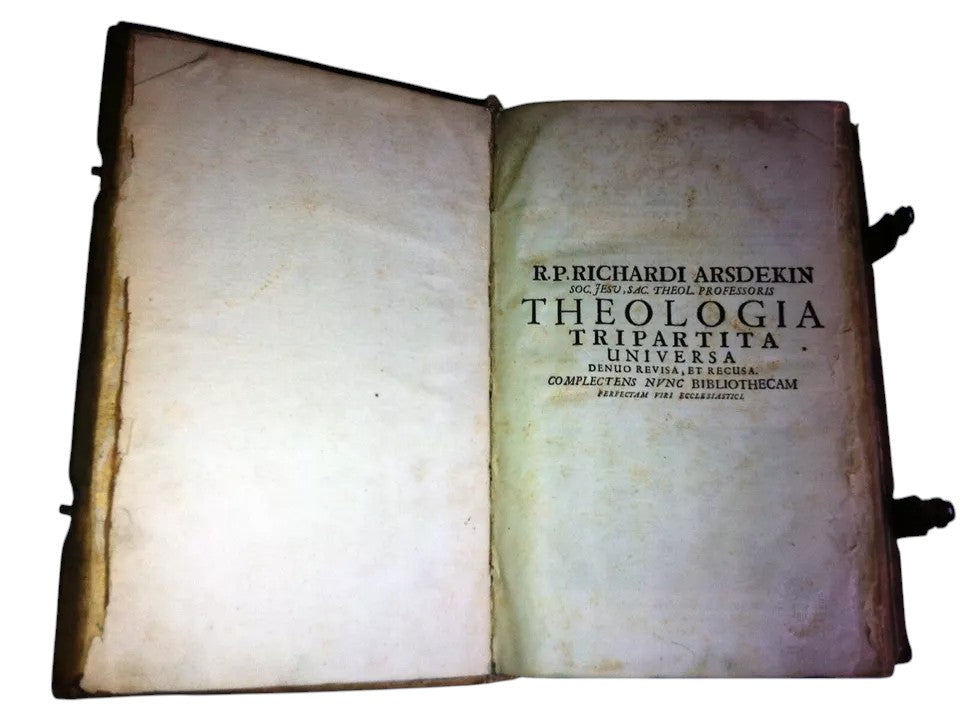 R.P. RICHARDI ARSDEKIN
SOC. JESU, SAC. THEOL. PROFESSORIS
THEOLOGIA
TRIPARTITA
UNIVERSA
DENUO REVISA, ET RECUSA.
COMPLECTENS NVNC BIBLIOTHECAM
PERFECTAM VIRI ECCLESIASTICI.